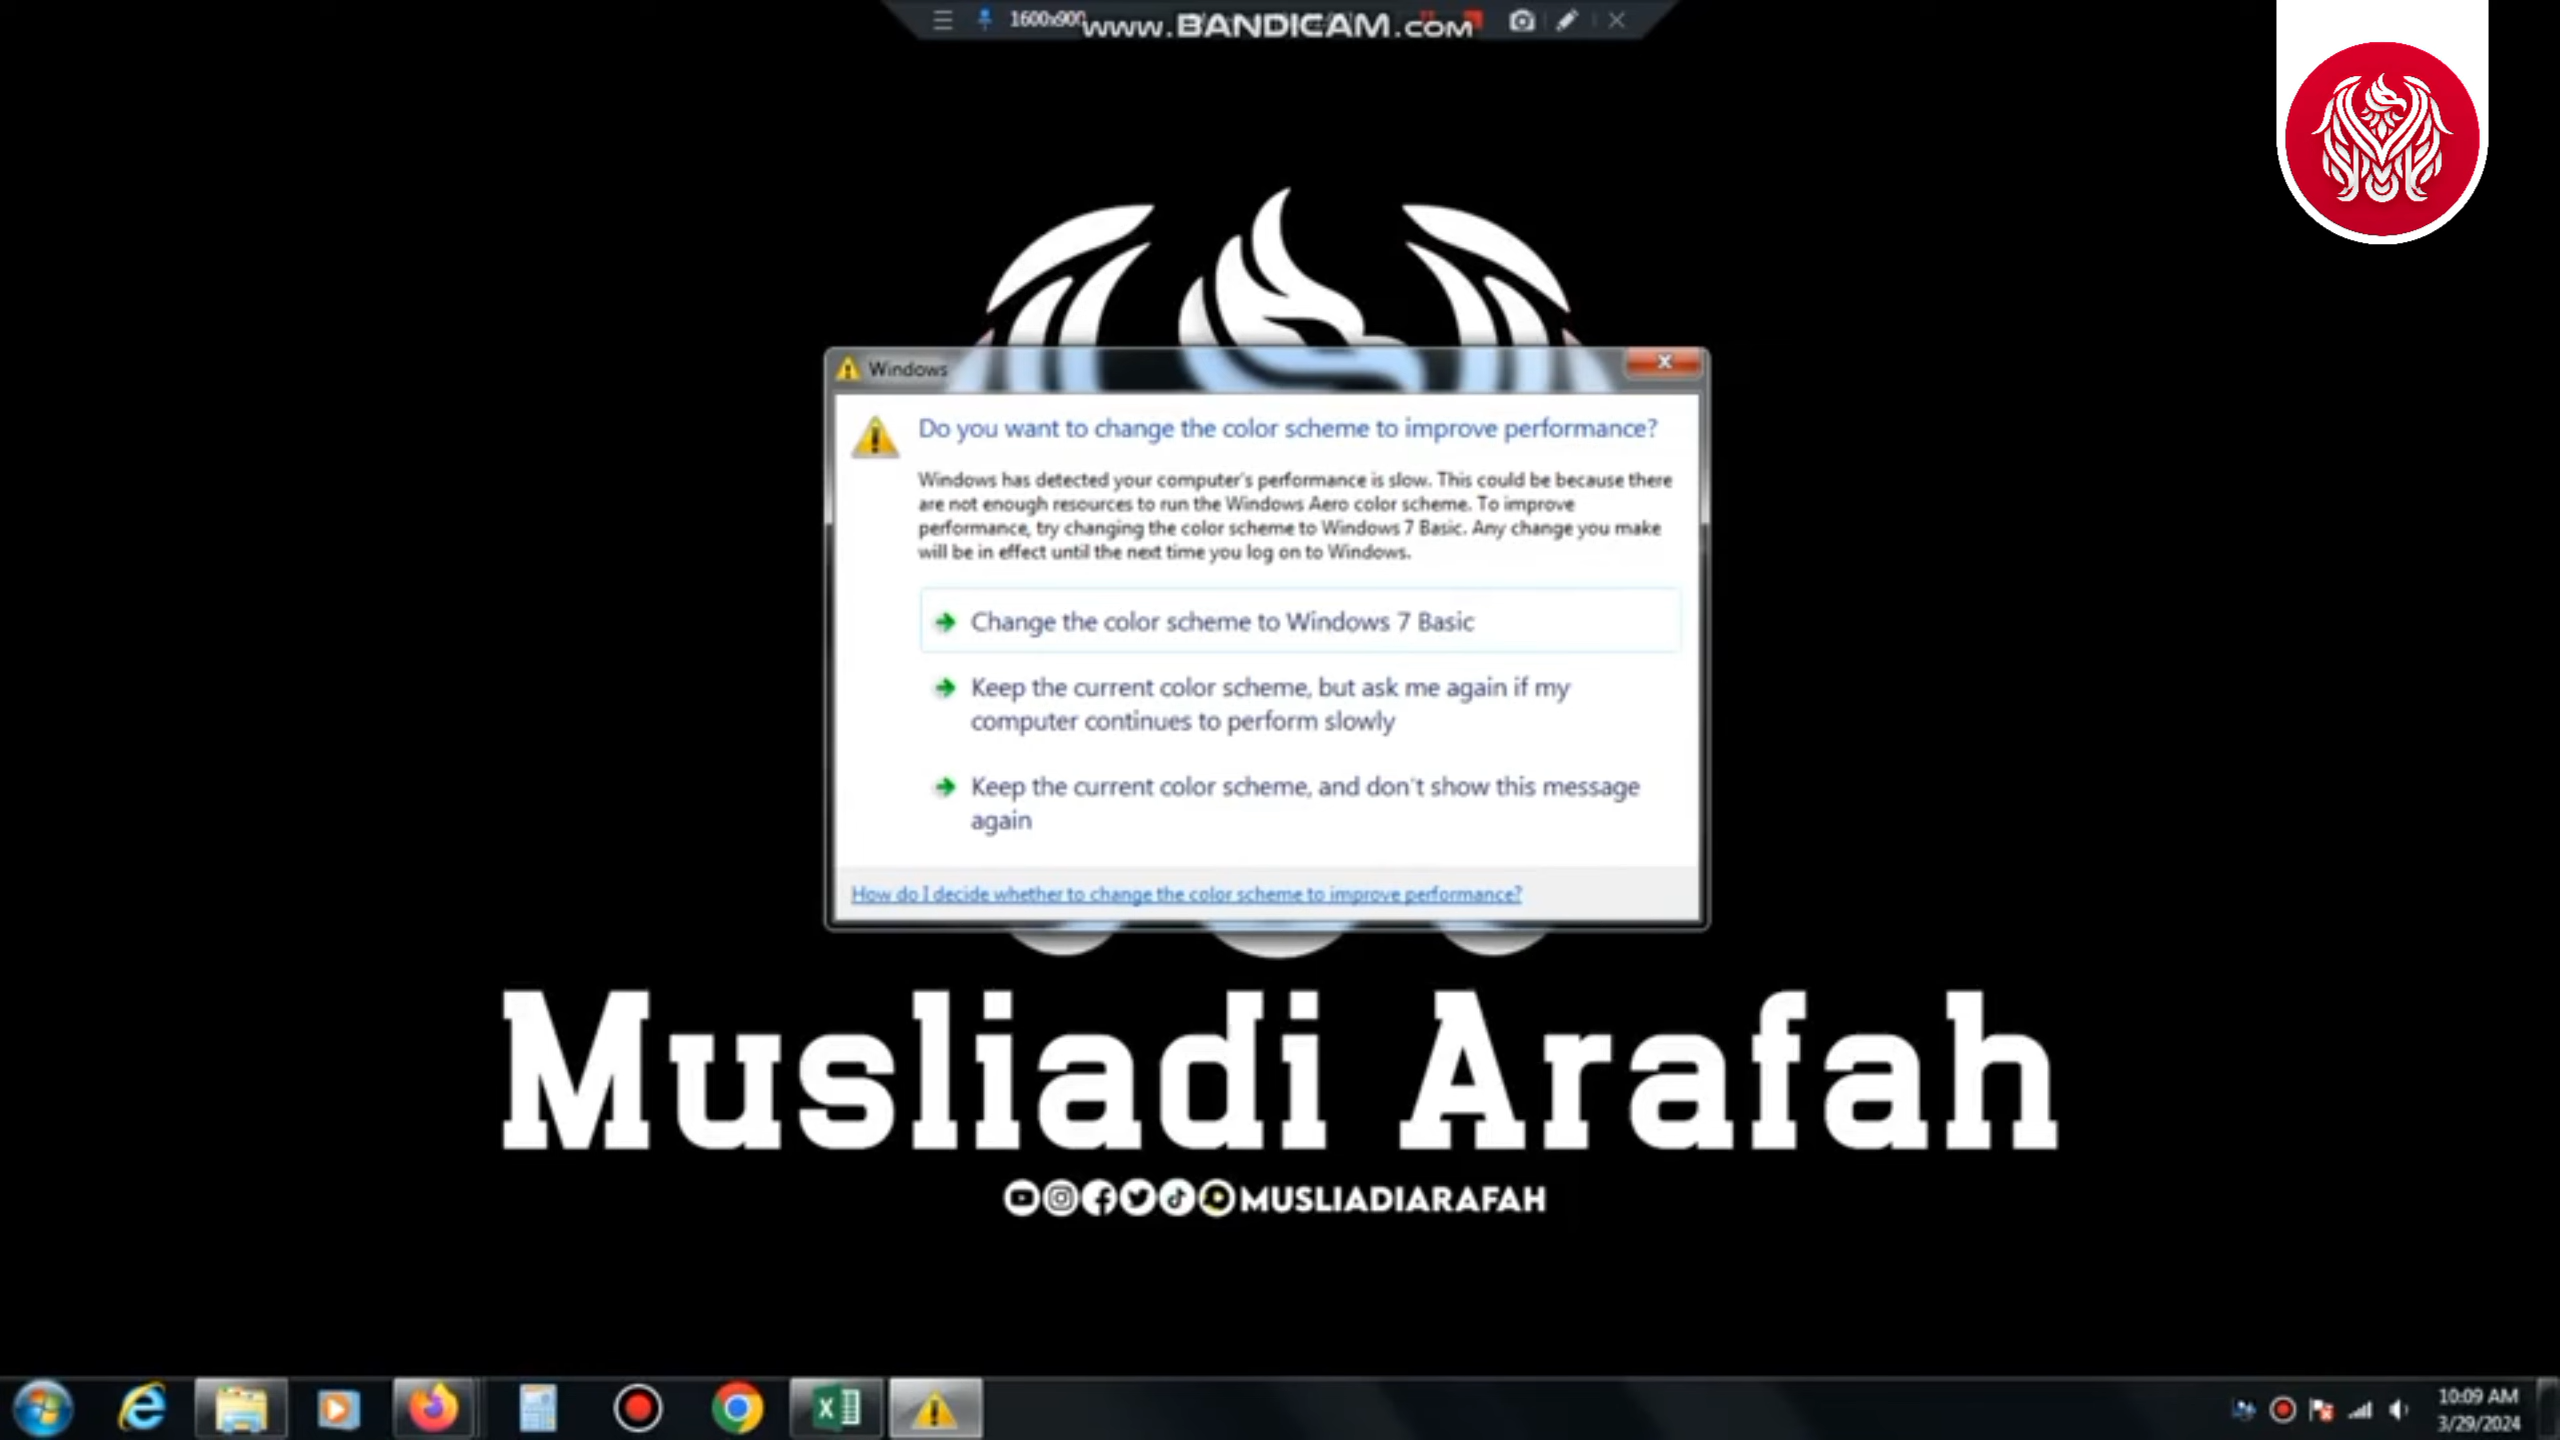 1600x900
www.BANDICAM.com
Windows
Do you want to change the color scheme to improve performance?
Windows has detected your computer's performance is slow. This could be because there
are not enough resources to run the Windows Aero color scheme. To improve
performance, try changing the color scheme to Windows 7 Basic. Any change you make
will be in effect until the next time you log on to Windows.
Change the color scheme to Windows 7 Basic
Keep the current color scheme, but ask me again if my
computer continues to perform slowly
Keep the current color scheme, and don't show this message
again
How do I decide whether to change the color scheme to improve performance?
Musliadi Arafah
MUSLIADIARAFAH
10:09 AM
3/29/2024